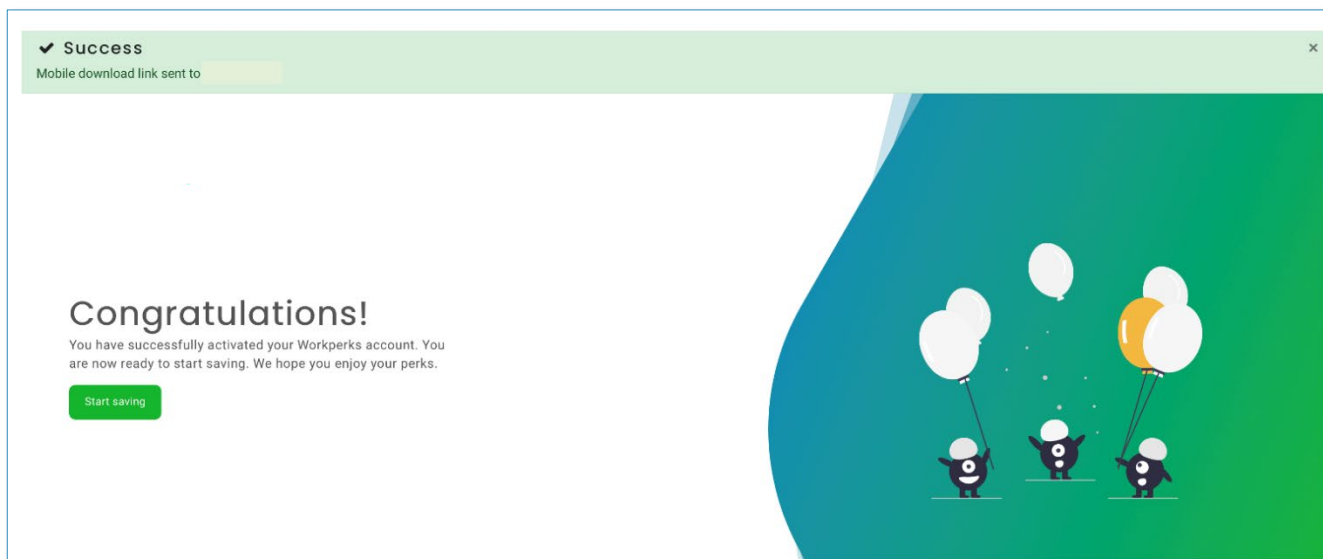 Success
Mobile download link sent to
Congratulations!
You have successfully activated your Workperks account. You
are now ready to start saving. We hope you enjoy your perks.
Start saving